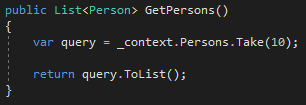 public List<Person> GetPersons()
{
    var query = _context.Persons.Take(10);
    return query.ToList();
}